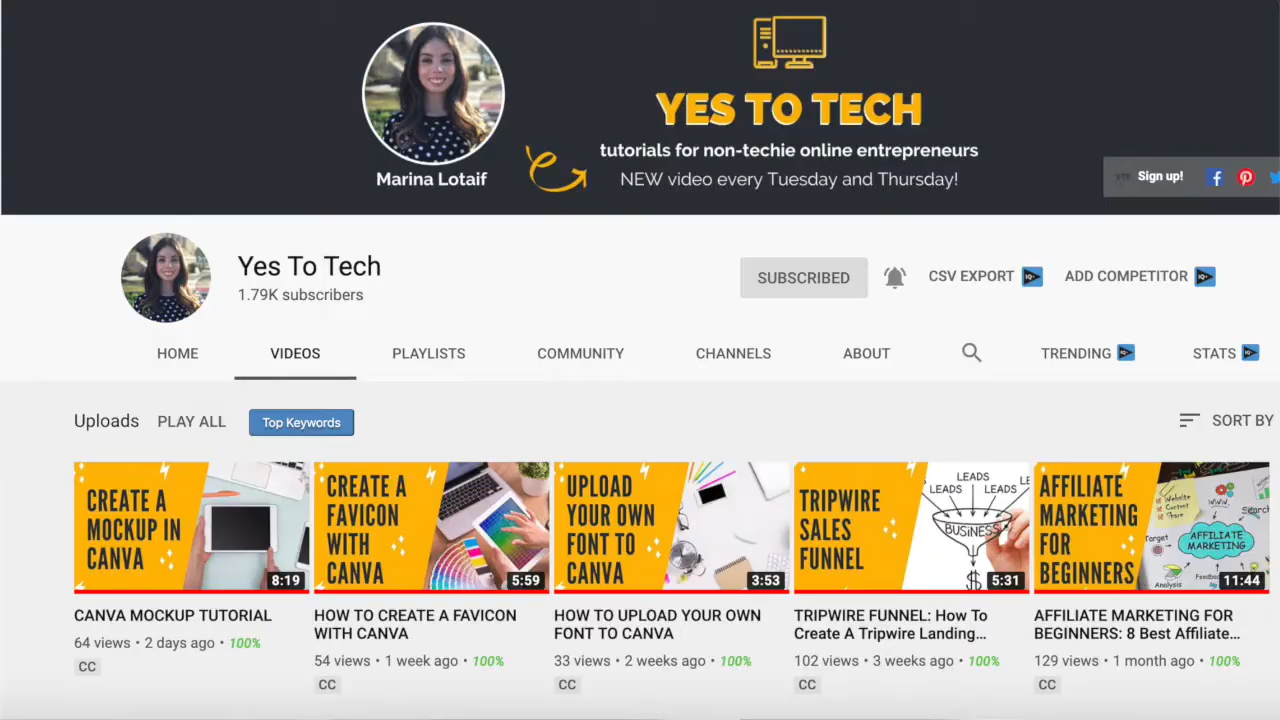 YES TO TECH
tutorials for non-techie online entrepreneurs
NEW video every Tuesday and Thursday!
Marina Lotaif
Sign up!
Yes To Tech
1.79K subscribers
SUBSCRIBED
CSV EXPORT
ADD COMPETITOR
HOME
VIDEOS
PLAYLISTS
COMMUNITY
CHANNELS
ABOUT
TRENDING
STATS
Uploads
PLAY ALL
Top Keywords
SORT BY
CREATE A
MOCKUP IN
CANVA
8:19
CREATE A
FAVICON
WITH
CANVA
5:59
UPLOAD
YOUR OWN
FONT TO
CANVA
3:53
TRIPWIRE
SALES
FUNNEL
LEADS
LEADS
LEADS
BUSINESS
$
5:31
AFFILIATE
MARKETING
FOR
BEGINNERS
Website
Content
Share
WWW.
Search
Target
AFFILIATE
MARKETING
Analysis
11:44
CANVA MOCKUP TUTORIAL
64 views • 2 days ago • 100%
CC
HOW TO CREATE A FAVICON
WITH CANVA
54 views • 1 week ago • 100%
CC
HOW TO UPLOAD YOUR OWN
FONT TO CANVA
33 views • 2 weeks ago • 100%
CC
TRIPWIRE FUNNEL: How To
Create A Tripwire Landing...
102 views • 3 weeks ago • 100%
CC
AFFILIATE MARKETING FOR
BEGINNERS: 8 Best Affiliate...
129 views • 1 month ago • 100%
CC